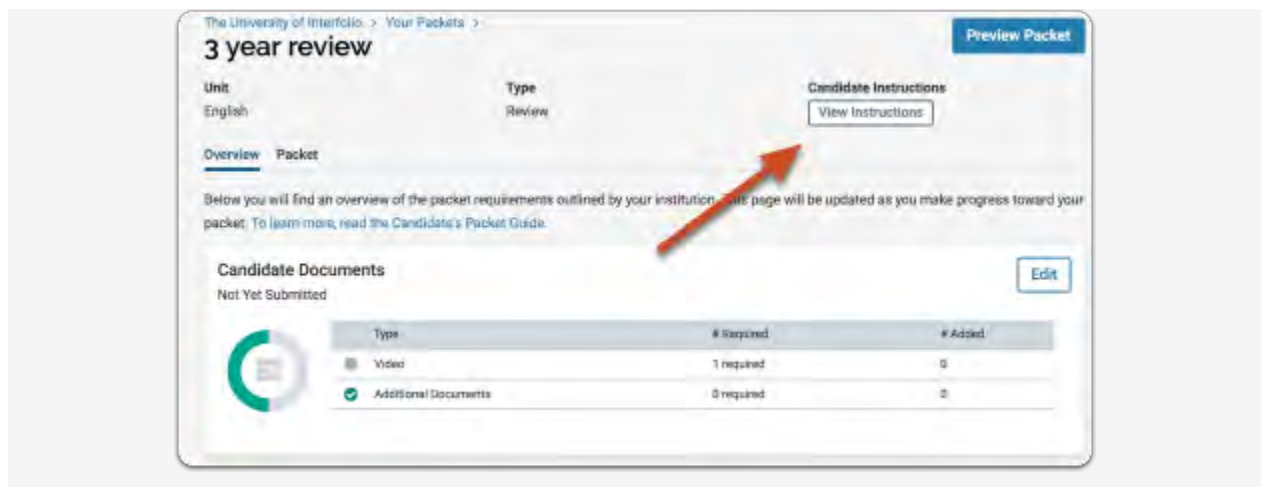 The University of Interfolio > Your Packets >
3 year review
Preview Packet
Unit
Type
Candidate Instructions
English
Review
View Instructions
Overview Packet
Below you will find an overview of the packet requirements outlined by your institution. This page will be updated as you make progress toward your
packet. To learn more, read the Candidate's Packet Guide.
Candidate Documents
Edit
Not Yet Submitted
Type # Required # Added
Video 1 required 0
Additional Documents 0 required 0